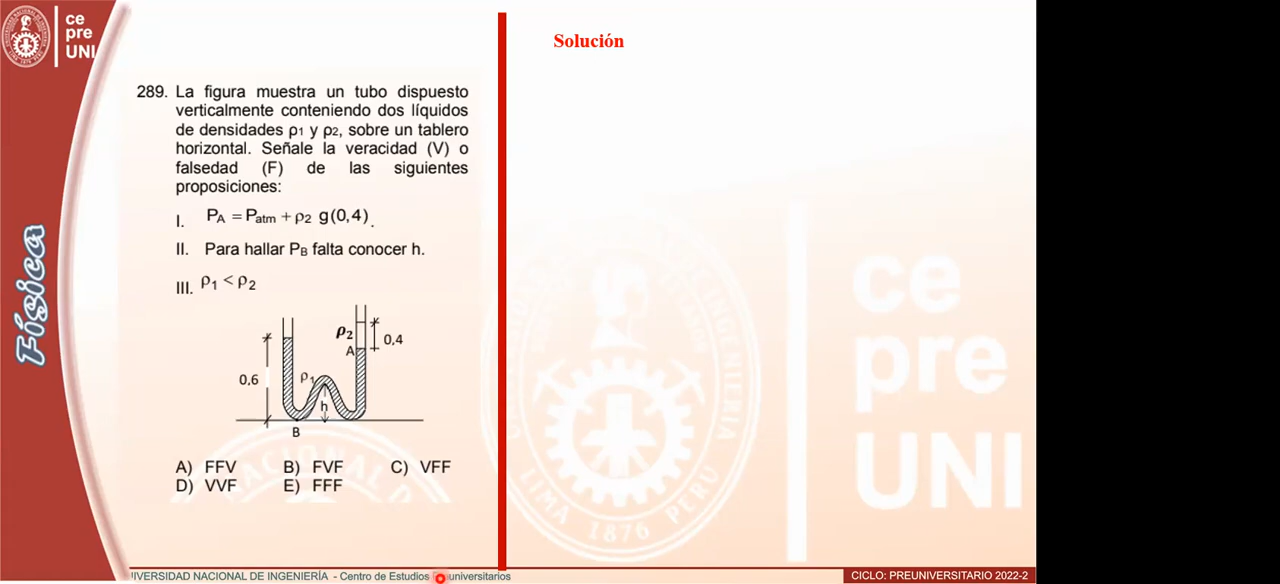 ce
pre
UNI
Física
289. La figura muestra un tubo dispuesto
verticalmente conteniendo dos líquidos
de densidades ρ1 y ρ2, sobre un tablero
horizontal. Señale la veracidad (V) o
falsedad (F) de las siguientes
proposiciones:
I. PA = Patm + ρ2 g(0,4).
II. Para hallar PB falta conocer h.
III. ρ1 < ρ2
ρ2
0,4
A
0,6
ρ1
h
B
A) FFV B) FVF C) VFF
D) VVF E) FFF
Solución
ce
pre
UNI
LIMA 1876 PERU
IVERSIDAD NACIONAL DE INGENIERÍA - Centro de Estudios universitarios
CICLO: PREUNIVERSITARIO 2022-2